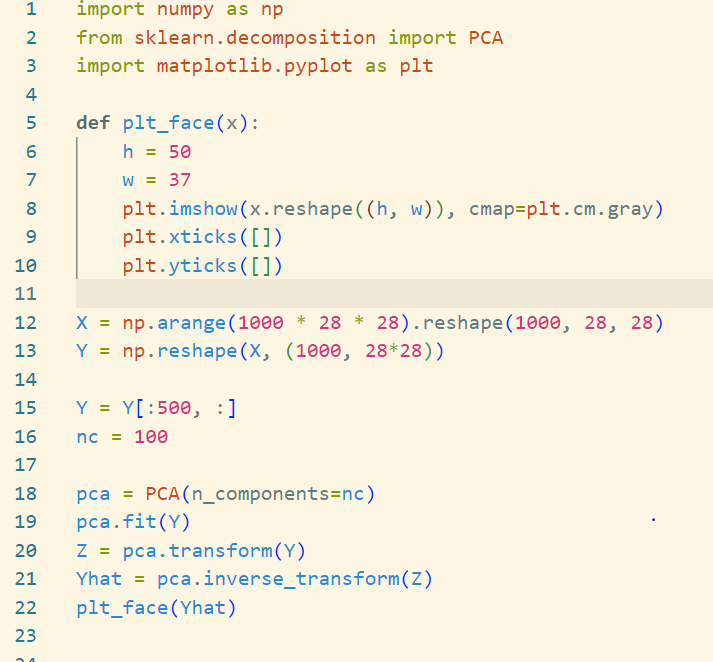 1 import numpy as np
2 from sklearn.decomposition import PCA
3 import matplotlib.pyplot as plt
4
5 def plt_face(x):
6     h = 50
7     w = 37
8     plt.imshow(x.reshape((h, w)), cmap=plt.cm.gray)
9     plt.xticks([])
10     plt.yticks([])
11
12 X = np.arange(1000 * 28 * 28).reshape(1000, 28, 28)
13 Y = np.reshape(X, (1000, 28*28))
14
15 Y = Y[:500, :]
16 nc = 100
17
18 pca = PCA(n_components=nc)
19 pca.fit(Y)
20 Z = pca.transform(Y)
21 Yhat = pca.inverse_transform(Z)
22 plt_face(Yhat)
23